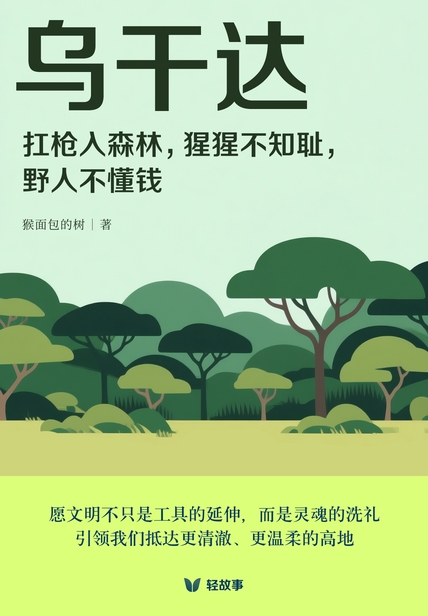 乌干达
扛枪入森林，猩猩不知耻，
野人不懂钱
猴面包的树｜著
愿文明不只是工具的延伸，而是灵魂的洗礼
引领我们抵达更清澈、更温柔的高地
轻故事